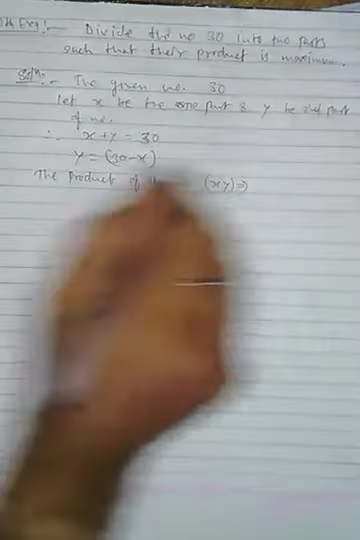 Exq!- Divide the no 30 into two parts
such that their product is maximum.
Soln.- The given no. 30
let x be the one part & y be 2nd part
of no.
∴ x+y = 30
y = (30-x)
The Product of (xy)=>